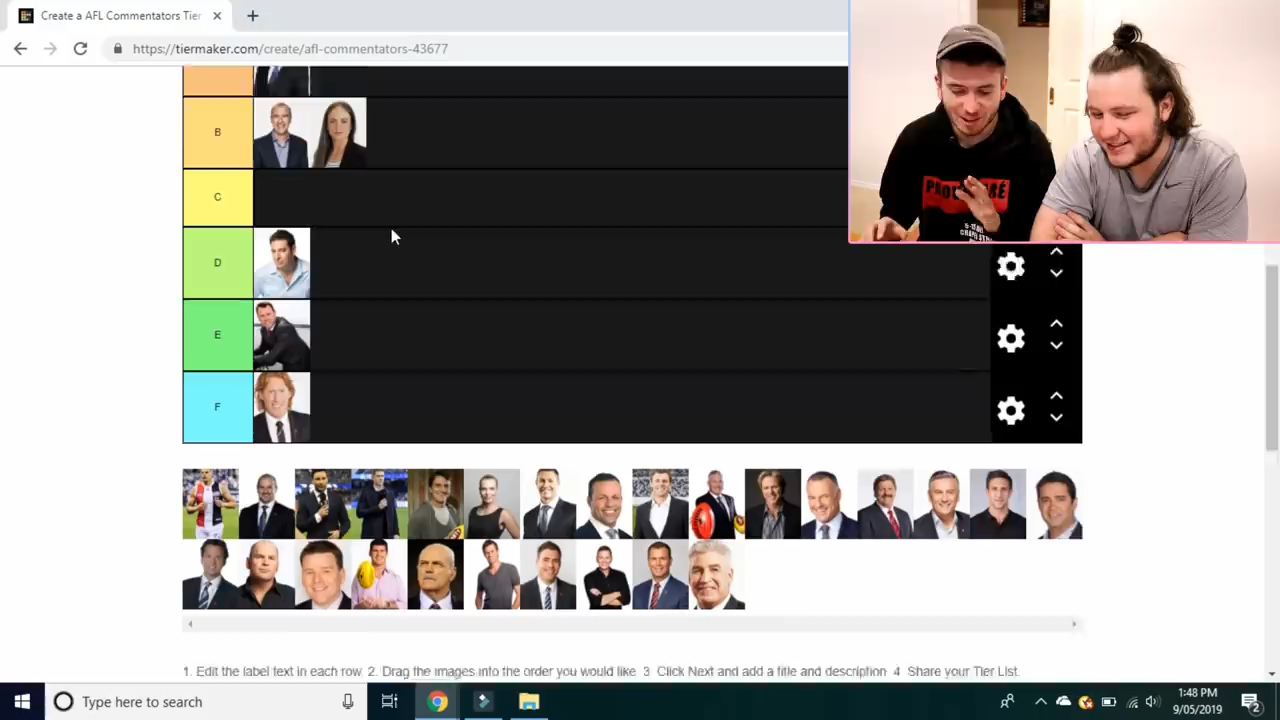 Create a AFL Commentators Tier
https://tiermaker.com/create/afl-commentators-43677
B
C
D
E
F
1. Edit the label text in each row 2. Drag the images into the order you would like 3. Click Next and add a title and description 4. Share your Tier List.
Type here to search
1:48 PM
9/05/2019
2